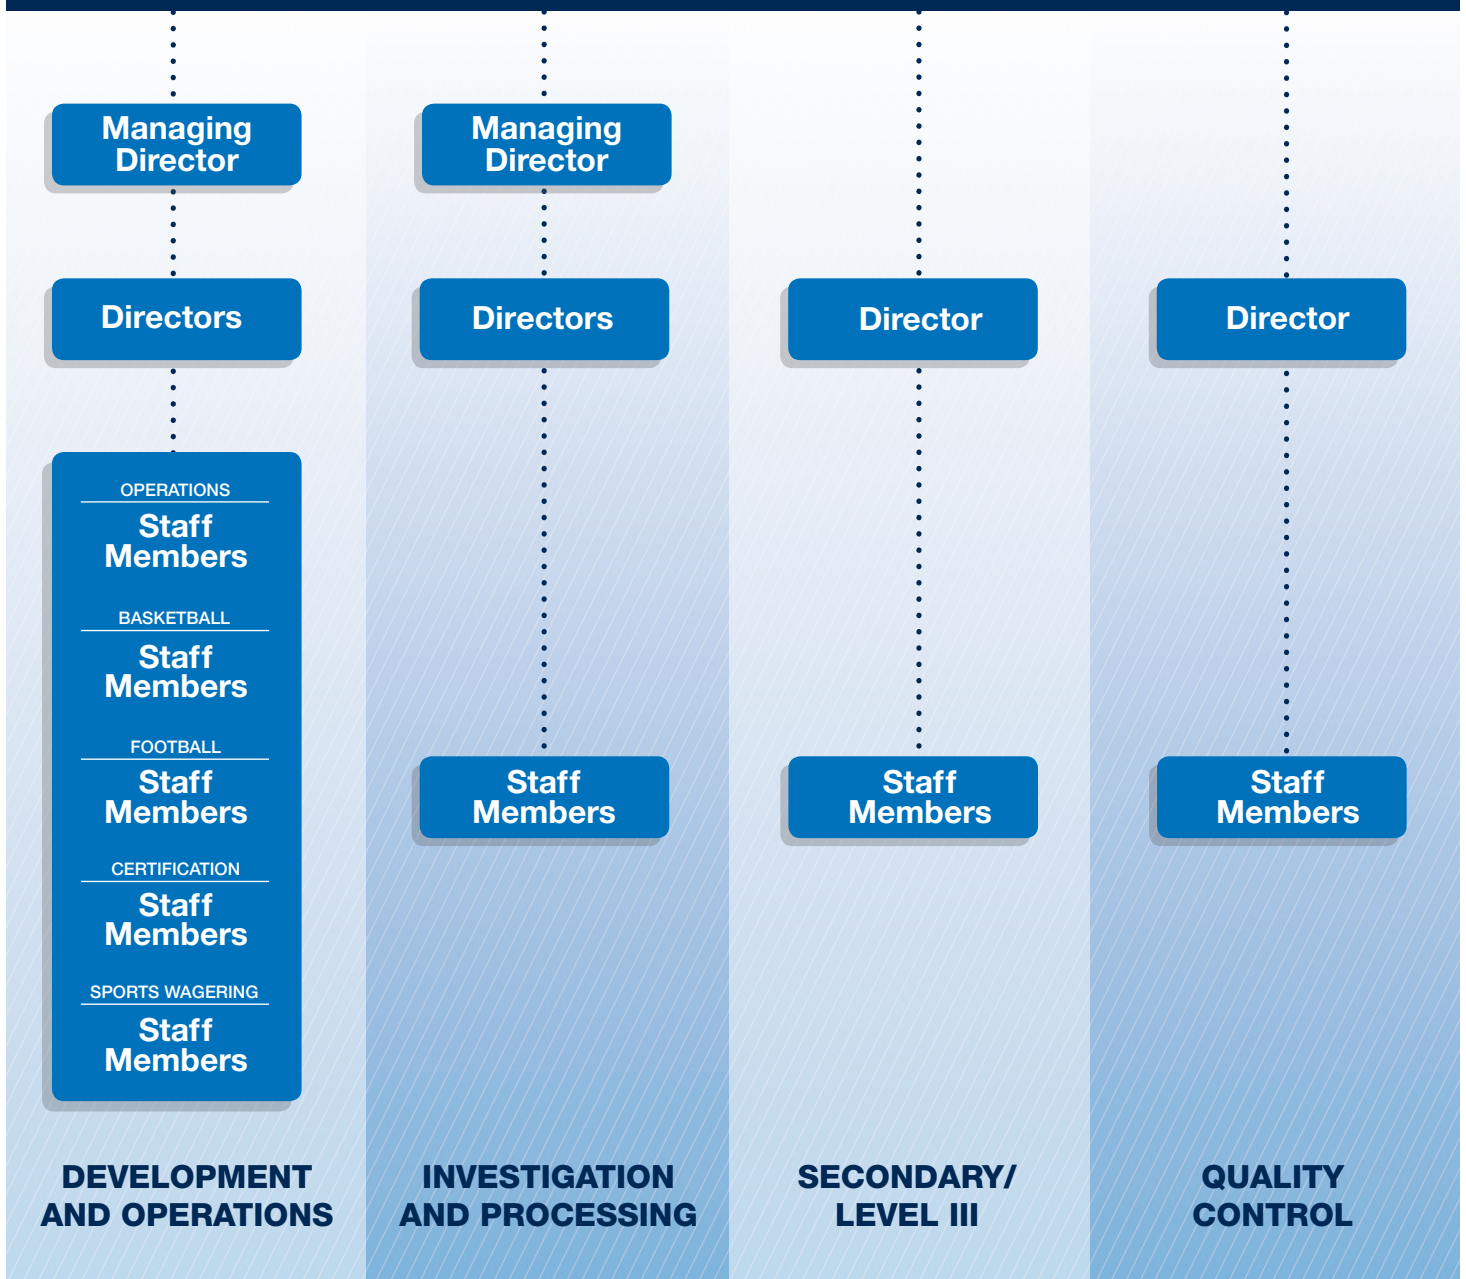 Managing
Director
Directors
OPERATIONS
Staff
Members
BASKETBALL
Staff
Members
FOOTBALL
Staff
Members
CERTIFICATION
Staff
Members
SPORTS WAGERING
Staff
Members
DEVELOPMENT
AND OPERATIONS
Managing
Director
Directors
Staff
Members
INVESTIGATION
AND PROCESSING
Director
Staff
Members
SECONDARY/
LEVEL III
Director
Staff
Members
QUALITY
CONTROL